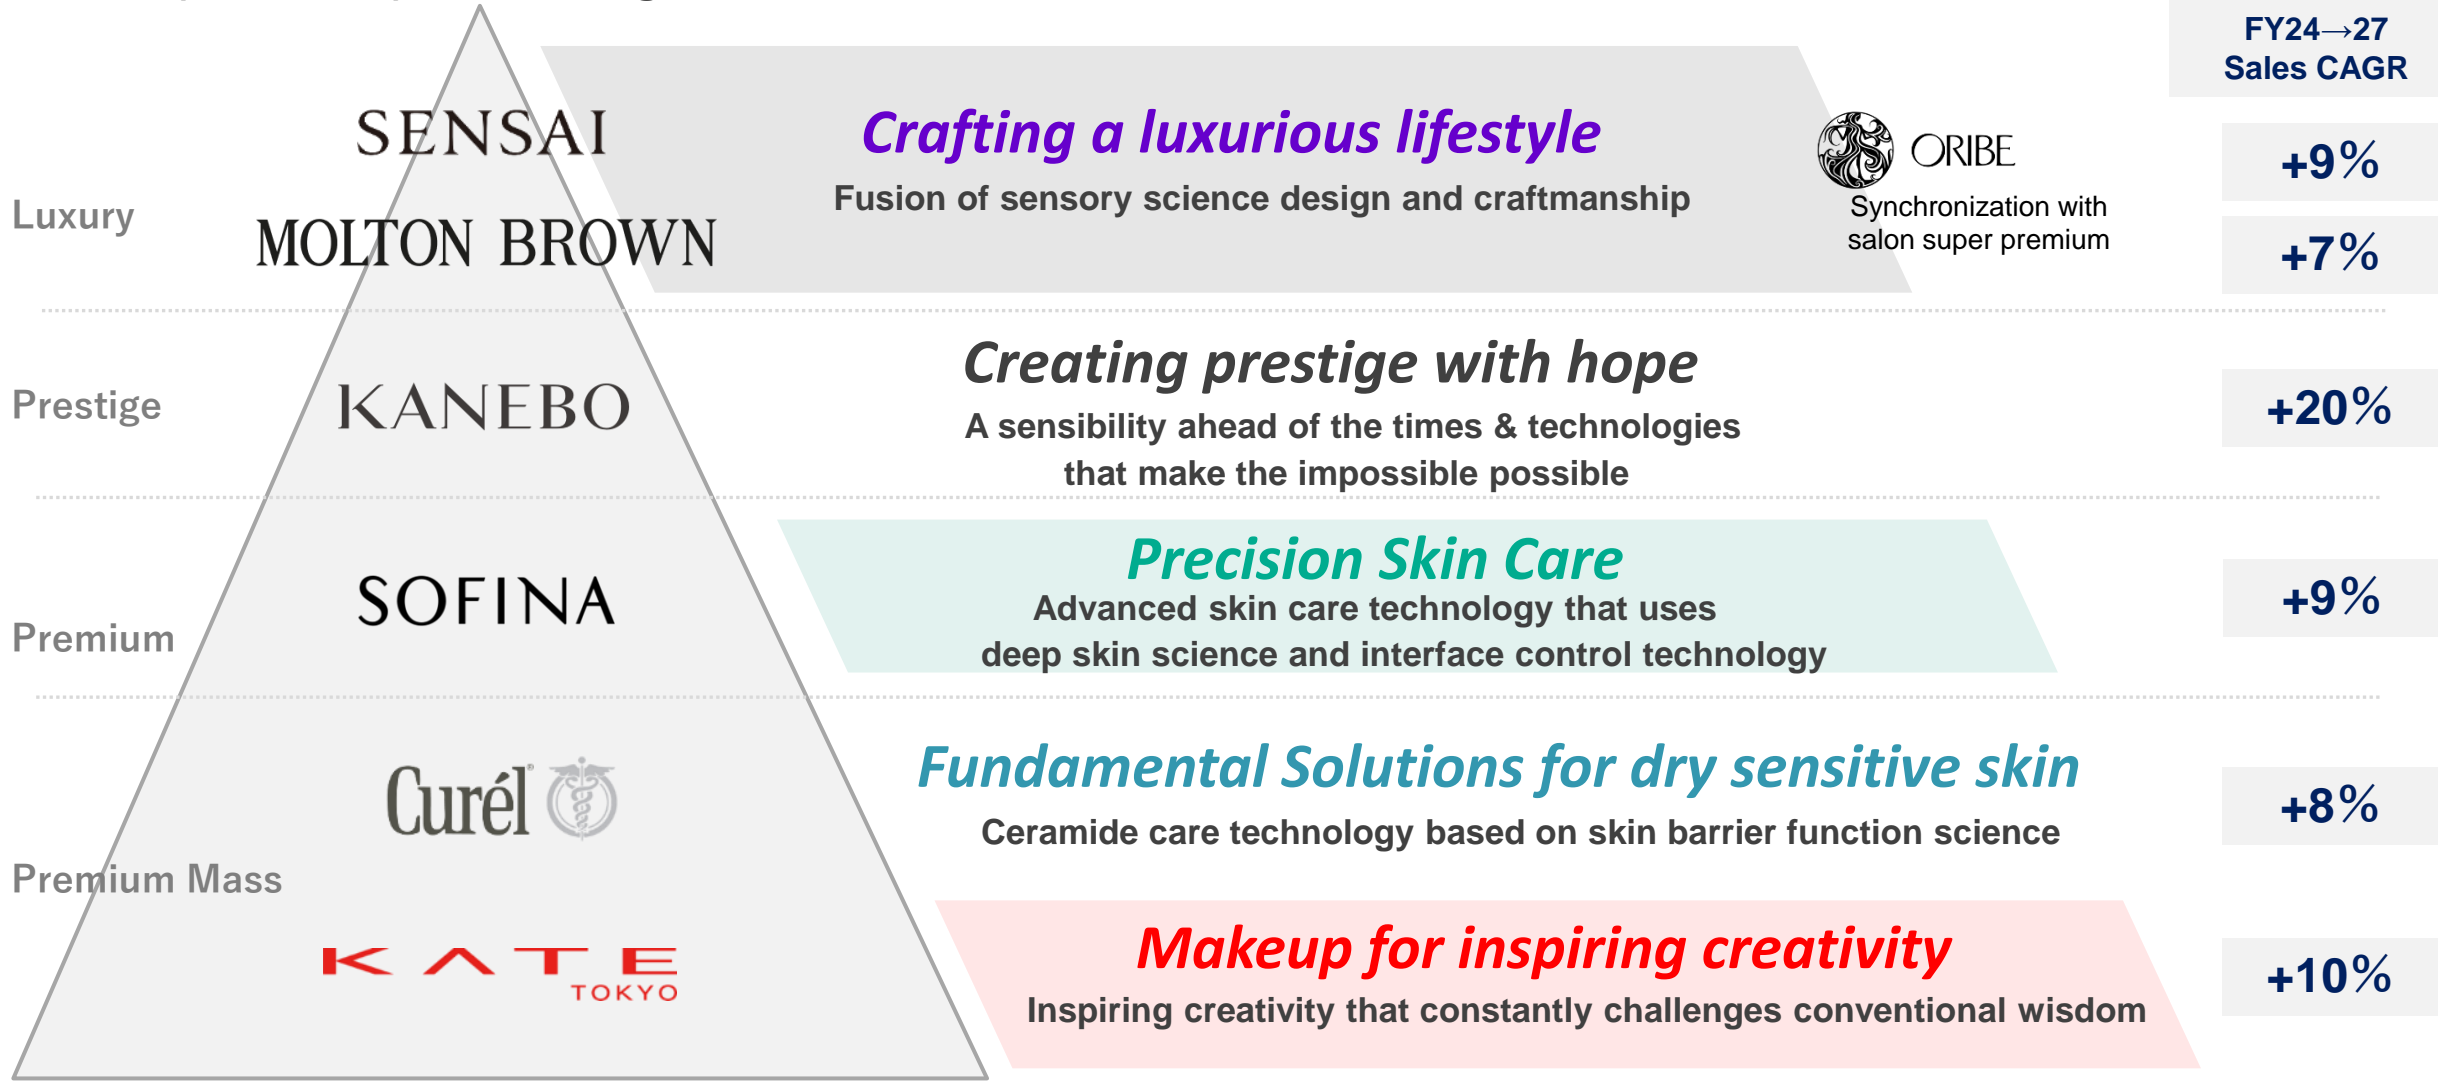 FY24→27
Sales CAGR
SENSAI
Crafting a luxurious lifestyle
ORIBE
+9%
Fusion of sensory science design and craftmanship
Synchronization with
salon super premium
Luxury
MOLTON BROWN
+7%
Creating prestige with hope
Prestige
KANEBO
A sensibility ahead of the times & technologies
that make the impossible possible
+20%
Precision Skin Care
SOFINA
Advanced skin care technology that uses
deep skin science and interface control technology
+9%
Premium
Fundamental Solutions for dry sensitive skin
Curél®
Ceramide care technology based on skin barrier function science
+8%
Premium Mass
Makeup for inspiring creativity
KATE
TOKYO
Inspiring creativity that constantly challenges conventional wisdom
+10%